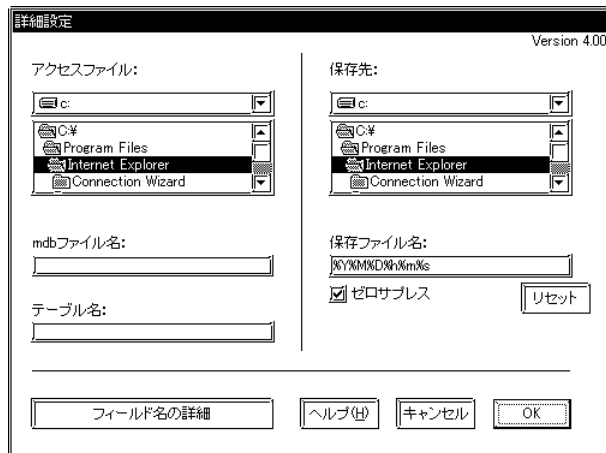 詳細設定
Version 4.00
アクセスファイル:
c:
C:¥
Program Files
Internet Explorer
Connection Wizard
mdbファイル名:
テーブル名:
保存先:
c:
C:¥
Program Files
Internet Explorer
Connection Wizard
保存ファイル名:
%Y%M%D%h%m%s
ゼロサプレス
リセット
フィールド名の詳細
ヘルプ(H)
キャンセル
OK